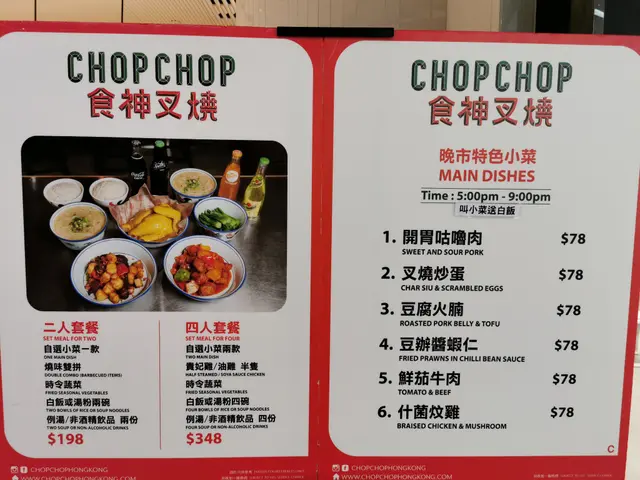 CHOPCHOP
食神叉燒
二人套餐
SET MEAL FOR TWO
自選小菜一款
ONE MAIN DISH
燒味雙拼
DOUBLE COMBO (BARBECUED ITEMS)
時令蔬菜
FRIED SEASONAL VEGETABLES
白飯或湯粉兩碗
TWO BOWLS OF RICE OR SOUP NOODLES
例湯/非酒精飲品 兩份
TWO SOUP OR NON-ALCOHOLIC DRINKS
$198
四人套餐
SET MEAL FOR FOUR
自選小菜兩款
TWO MAIN DISH
貴妃雞/油雞 半隻
HALF STEAMED / SOYA SAUCE CHICKEN
時令蔬菜
FRIED SEASONAL VEGETABLES
白飯或湯粉四碗
FOUR BOWLS OF RICE OR SOUP NOODLES
例湯/非酒精飲品 四份
FOUR SOUP OR NON-ALCOHOLIC DRINKS
$348
CHOPCHOPHONGKONG
WWW.CHOPCHOPHONGKONG.COM
CHOPCHOP
食神叉燒
晚市特色小菜
MAIN DISHES
Time : 5:00pm - 9:00pm
叫小菜送白飯
1. 開胃咕嚕肉 $78
SWEET AND SOUR PORK
2. 叉燒炒蛋 $78
CHAR SIU & SCRAMBLED EGGS
3. 豆腐火腩 $78
ROASTED PORK BELLY & TOFU
4. 豆辦醬蝦仁 $78
FRIED PRAWNS IN CHILLI BEAN SAUCE
5. 鮮茄牛肉 $78
TOMATO & BEEF
6. 什菌炆雞 $78
BRAISED CHICKEN & MUSHROOM
C
CHOPCHOPHONGKONG
WWW.CHOPCHOPHONGKONG.COM